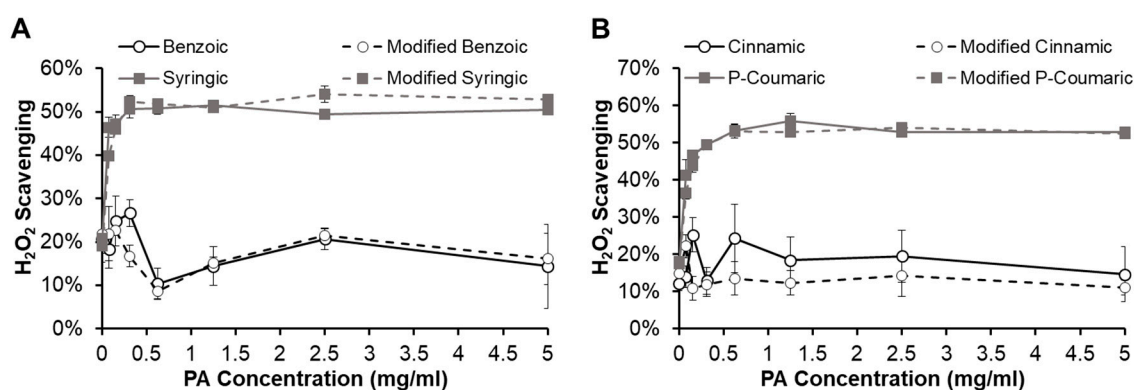 A
Benzoic
Modified Benzoic
Syringic
Modified Syringic
60%
50%
40%
30%
20%
10%
0%
H₂O₂ Scavenging
0 0.5 1 1.5 2 2.5 3 3.5 4 4.5 5
PA Concentration (mg/ml)
B
Cinnamic
Modified Cinnamic
P-Coumaric
Modified P-Coumaric
70%
60%
50%
40%
30%
20%
10%
0%
H₂O₂ Scavenging
0 0.5 1 1.5 2 2.5 3 3.5 4 4.5 5
PA Concentration (mg/ml)